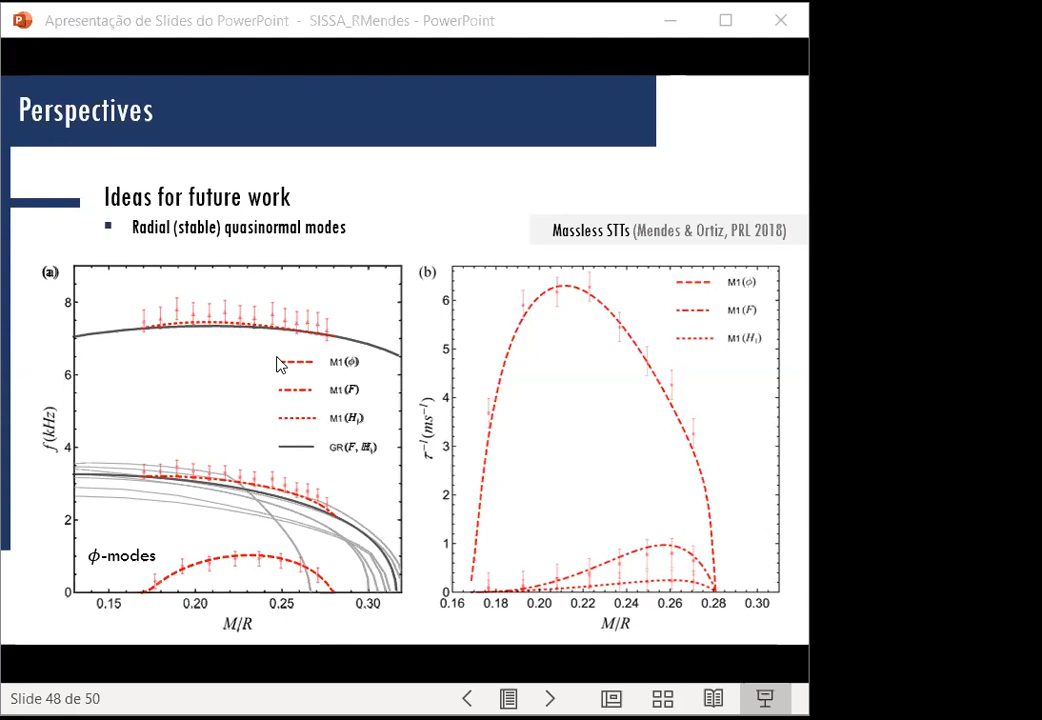 Apresentação de Slides do PowerPoint - SISSA_RMendes - PowerPoint
Perspectives
Ideas for future work
Radial (stable) quasinormal modes
Massless STTs (Mendes & Ortiz, PRL 2018)
(a)
f(kHz)
8
6
4
2
0
M1(ϕ)
M1(F)
M1(H₁)
GR(F, H₁)
ϕ-modes
0.15 0.20 0.25 0.30
M/R
(b)
τ⁻¹(ms⁻¹)
6
5
4
3
2
1
0
M1(ϕ)
M1(F)
M1(H₁)
0.16 0.18 0.20 0.22 0.24 0.26 0.28 0.30
M/R
Slide 48 de 50